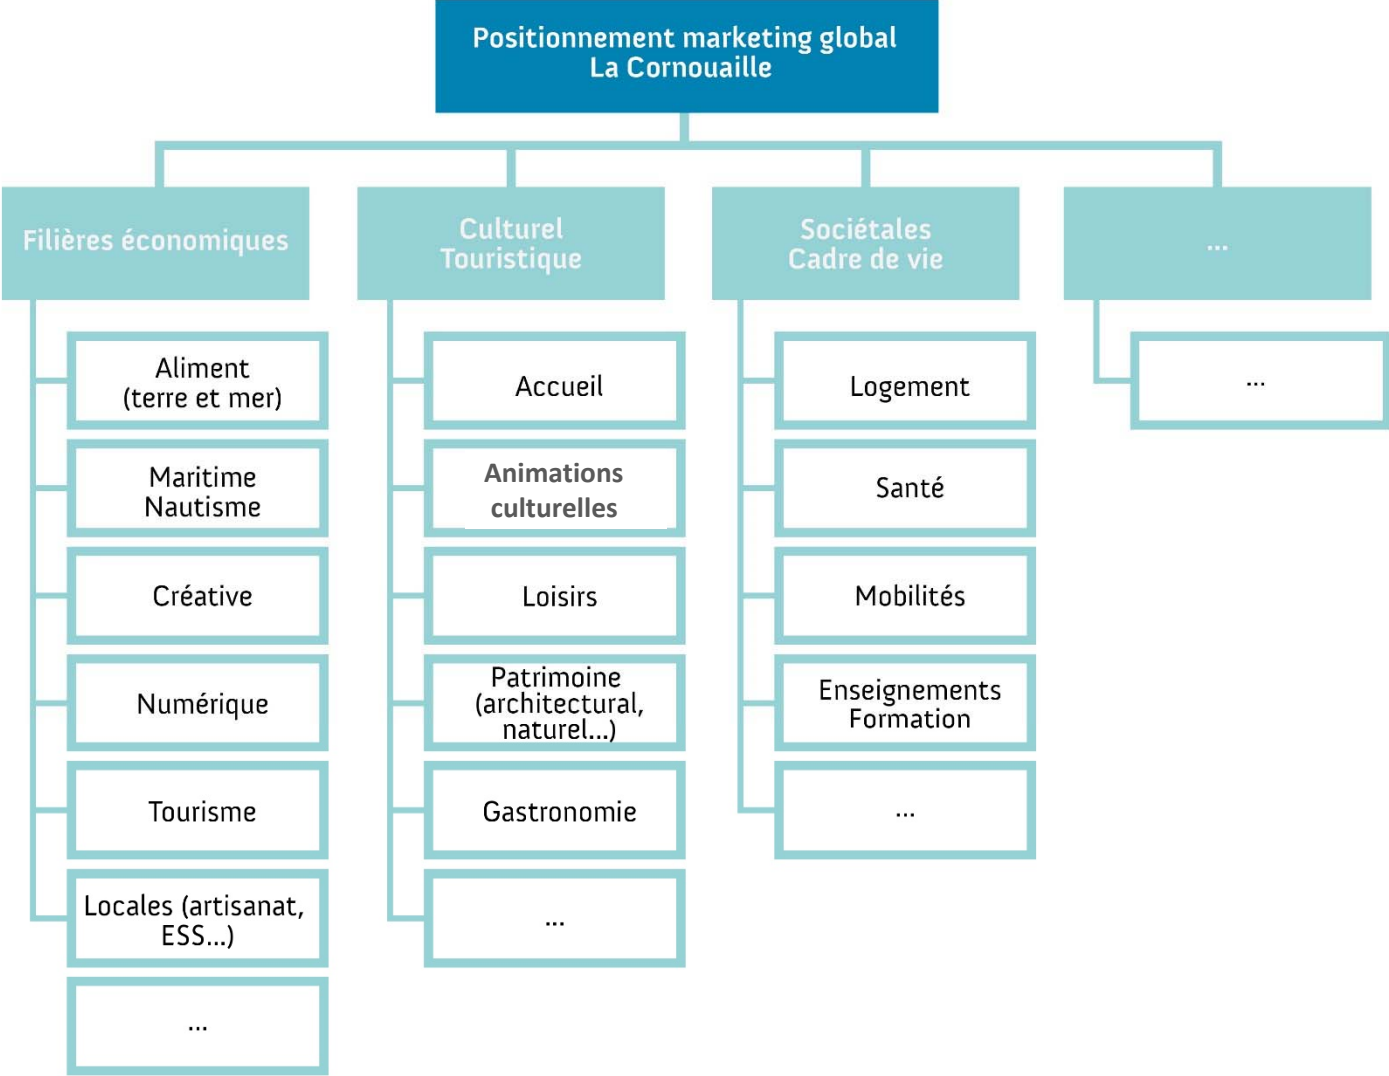 Positionnement marketing global
La Cornouaille
Filières économiques
Aliment
(terre et mer)
Maritime
Nautisme
Créative
Numérique
Tourisme
Locales (artisanat,
ESS...)
...
Culturel
Touristique
Accueil
Animations
culturelles
Loisirs
Patrimoine
(architectural,
naturel...)
Gastronomie
...
Sociétales
Cadre de vie
Logement
Santé
Mobilités
Enseignements
Formation
...
...
...